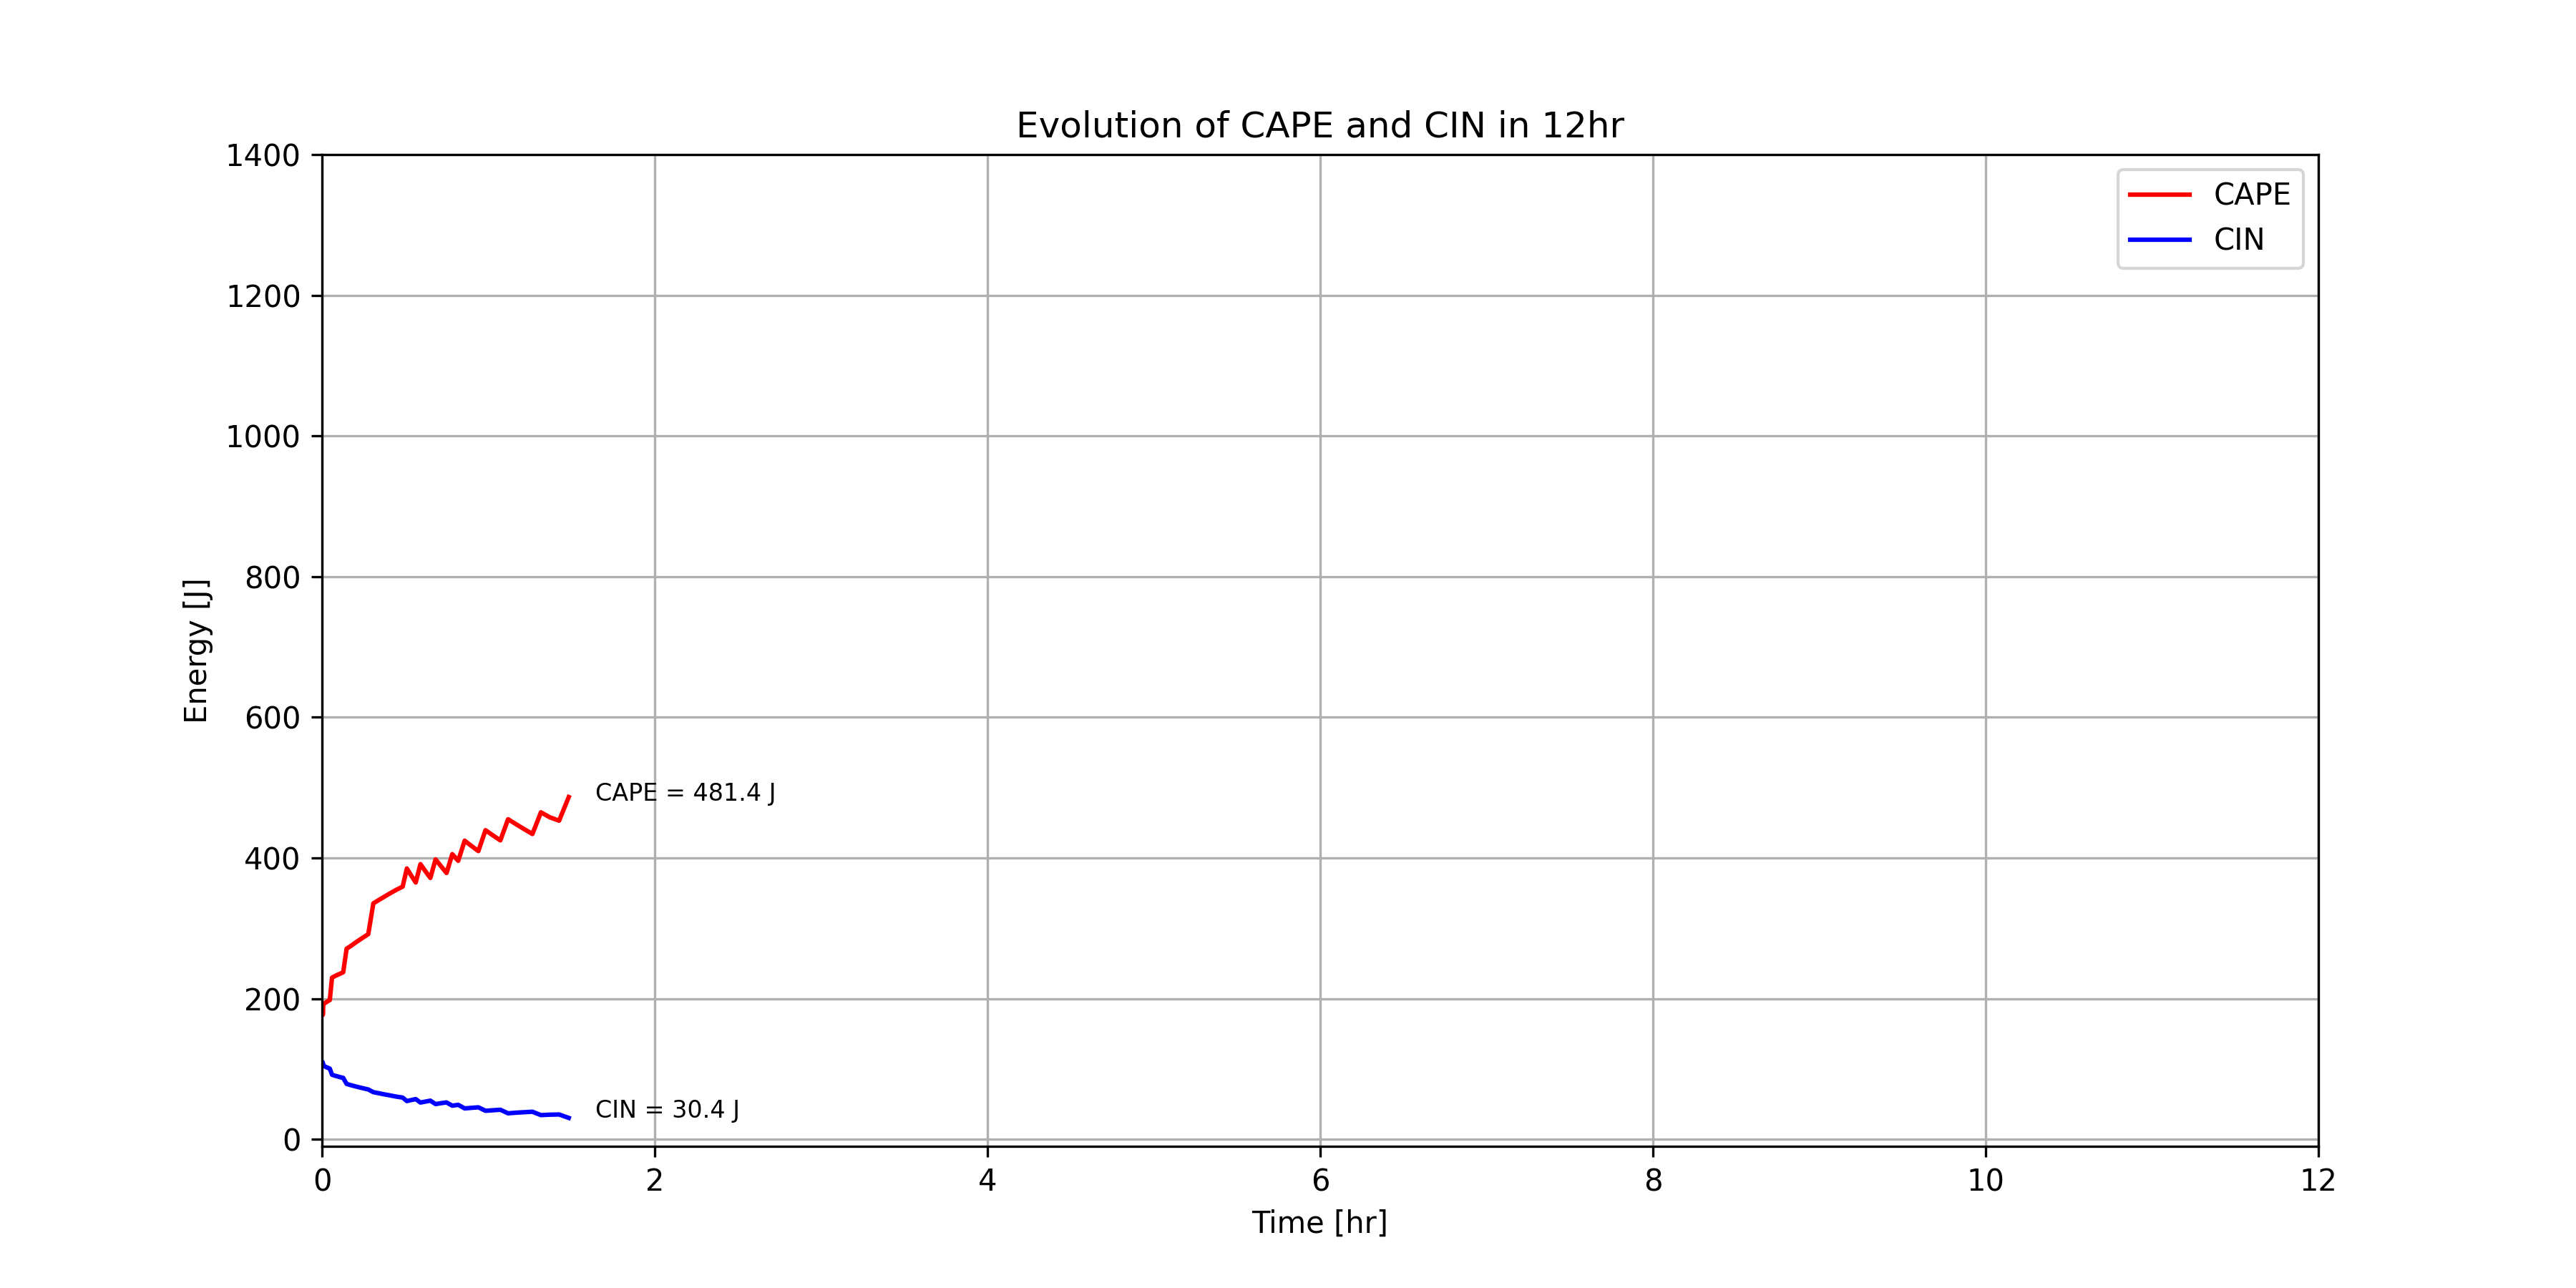 Evolution of CAPE and CIN in 12hr
1400
1200
1000
800
600
400
200
0
Energy [J]
CAPE
CIN
CAPE = 481.4 J
CIN = 30.4 J
0 2 4 6 8 10 12
Time [hr]